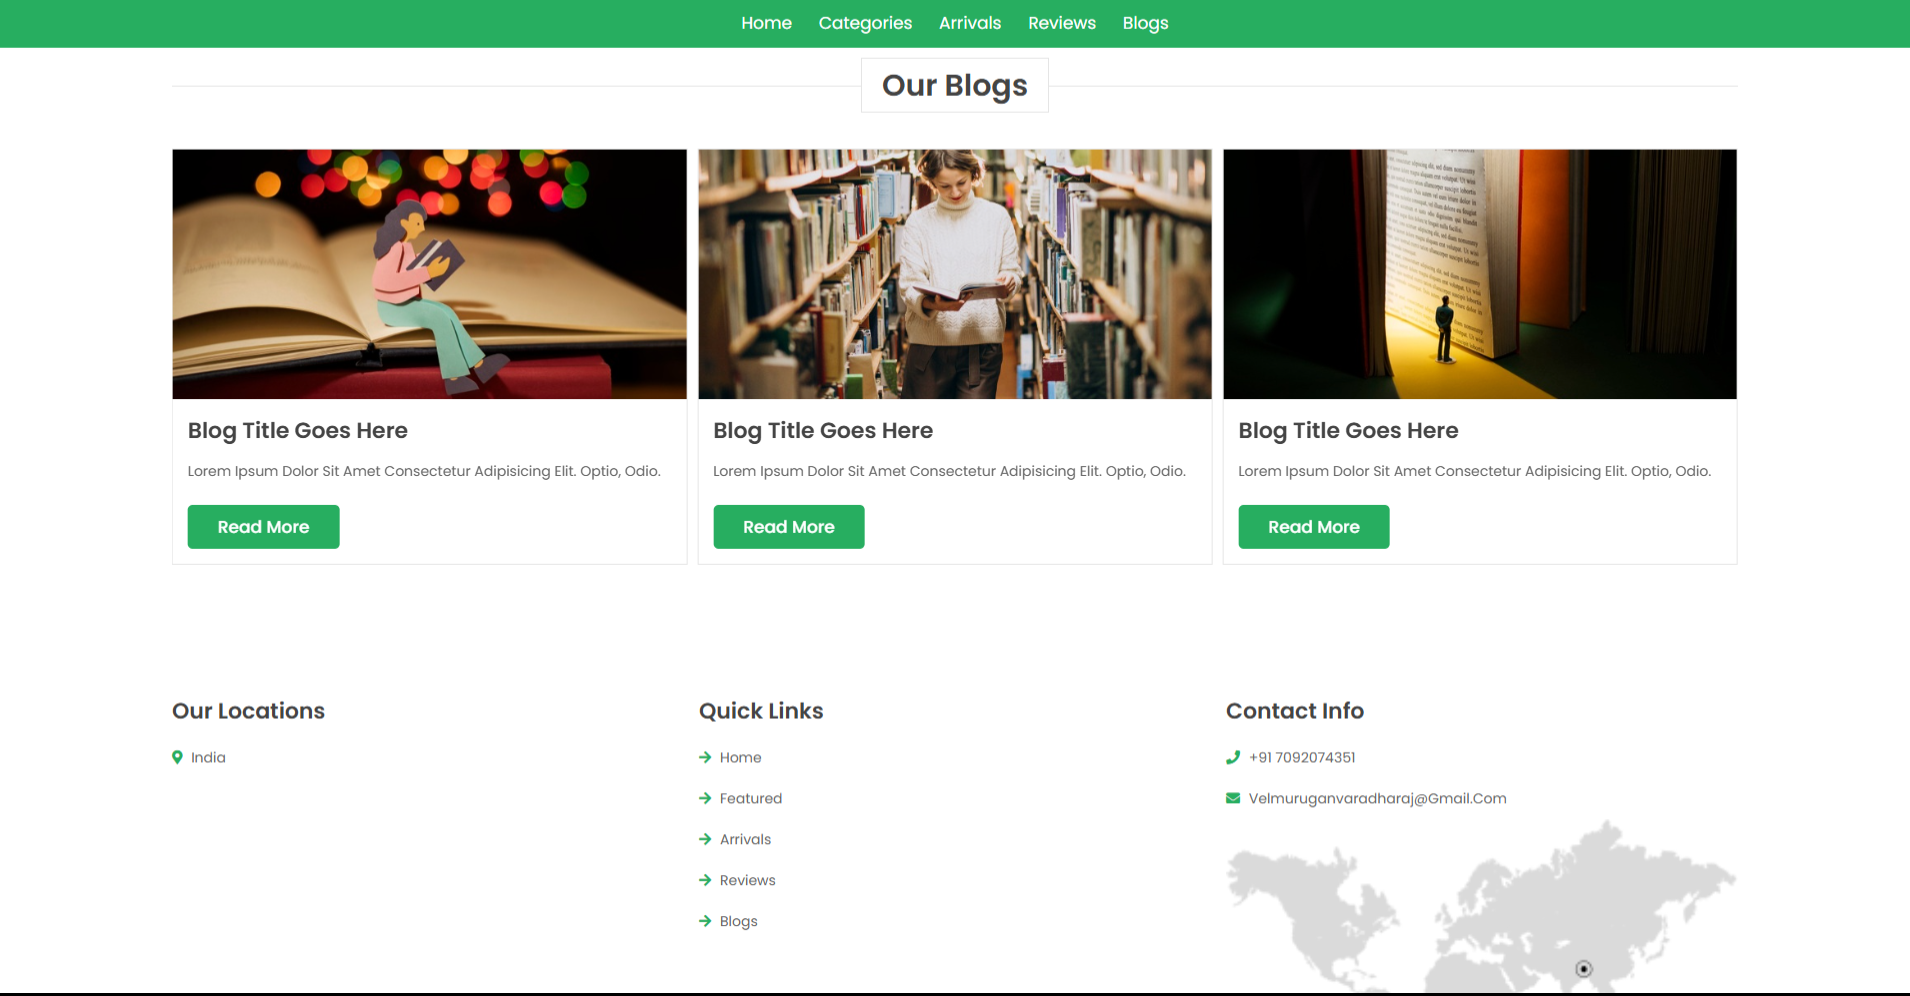 Home Categories Arrivals Reviews Blogs
Our Blogs
Blog Title Goes Here
Lorem Ipsum Dolor Sit Amet Consectetur Adipisicing Elit. Optio, Odio.
Read More
Blog Title Goes Here
Lorem Ipsum Dolor Sit Amet Consectetur Adipisicing Elit. Optio, Odio.
Read More
Blog Title Goes Here
Lorem Ipsum Dolor Sit Amet Consectetur Adipisicing Elit. Optio, Odio.
Read More
Our Locations
India
Quick Links
Home
Featured
Arrivals
Reviews
Blogs
Contact Info
+91 7092074351
Velmuruganvaradharaj@Gmail.Com